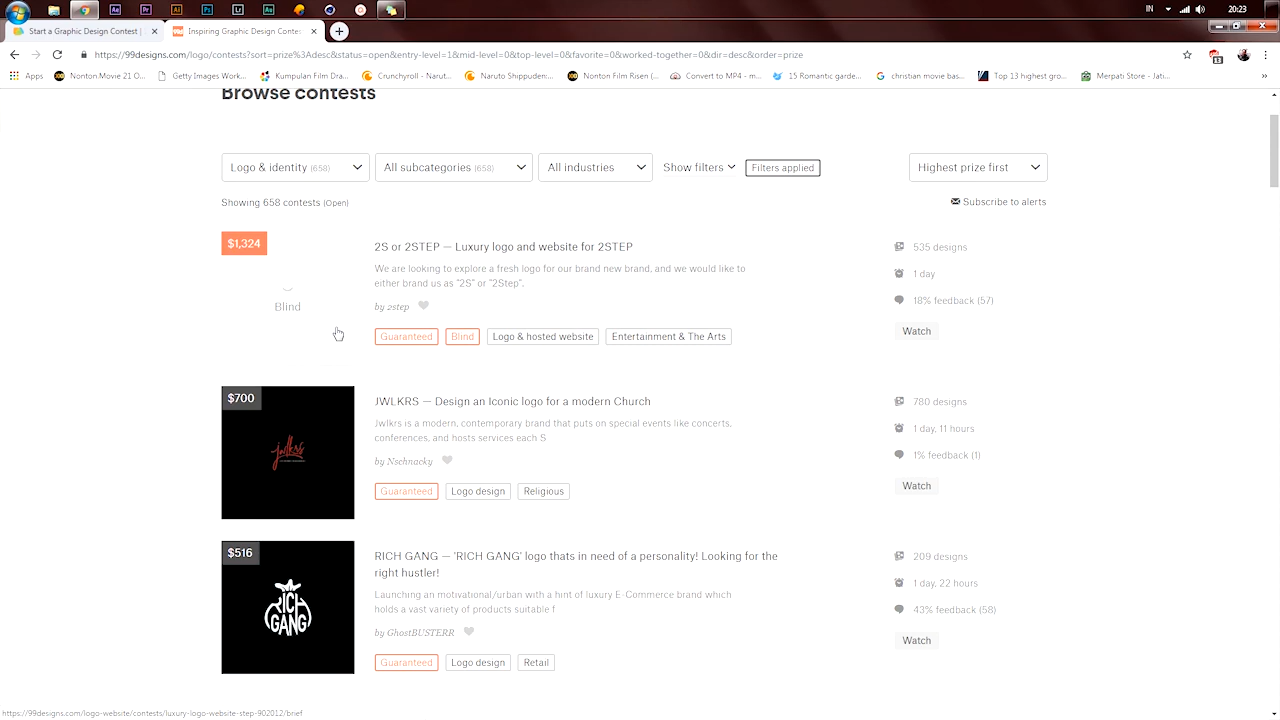 IN
20:23
Start a Graphic Design Contest |
Inspiring Graphic Design Contes
https://99designs.com/logo/contests?sort=prize%3Adesc&status=open&entry-level=1&mid-level=0&top-level=0&favorite=0&worked-together=0&dir=desc&order=prize
13
Apps
Nonton.Movie 21 O...
Getty Images Work...
Kumpulan Film Dra...
Crunchyroll - Narut...
Naruto Shippuden:...
Nonton Film Risen (...
Convert to MP4 - m...
15 Romantic garde...
christian movie bas...
Top 13 highest gro...
Merpati Store - Jatu...
»
Browse contests
Logo & identity (658)
All subcategories (658)
All industries
Show filters
Filters applied
Highest prize first
Showing 658 contests (Open)
Subscribe to alerts
$1,324
Blind
2S or 2STEP — Luxury logo and website for 2STEP
We are looking to explore a fresh logo for our brand new brand, and we would like to
either brand us as "2S" or "2Step".
by 2step
Guaranteed
Blind
Logo & hosted website
Entertainment & The Arts
535 designs
1 day
18% feedback (57)
Watch
$700
jwlkrs
JWLKRS — Design an Iconic logo for a modern Church
Jwlkrs is a modern, contemporary brand that puts on special events like concerts,
conferences, and hosts services each S
by Nschnacky
Guaranteed
Logo design
Religious
780 designs
1 day, 11 hours
1% feedback (1)
Watch
$516
RICH
GANG
RICH GANG — 'RICH GANG' logo thats in need of a personality! Looking for the
right hustler!
Launching an motivational/urban with a hint of luxury E-Commerce brand which
holds a vast variety of products suitable f
by GhostBUSTERR
Guaranteed
Logo design
Retail
209 designs
1 day, 22 hours
43% feedback (58)
Watch
https://99designs.com/logo-website/contests/luxury-logo-website-step-902012/brief